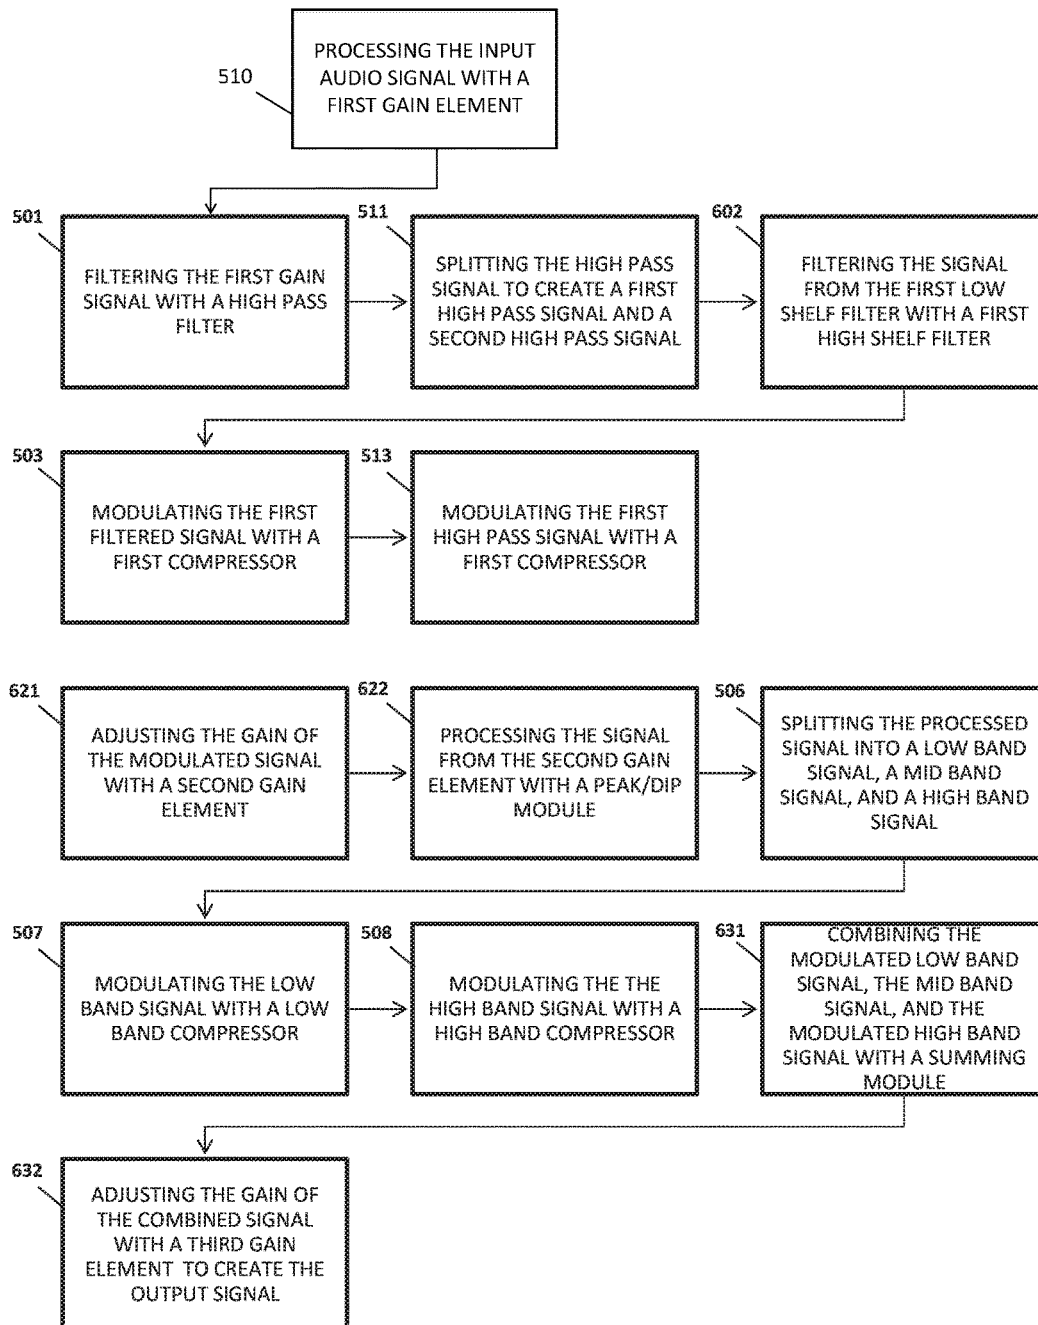 510
PROCESSING THE INPUT
AUDIO SIGNAL WITH A
FIRST GAIN ELEMENT
501
FILTERING THE FIRST GAIN
SIGNAL WITH A HIGH PASS
FILTER
511
SPLITTING THE HIGH PASS
SIGNAL TO CREATE A FIRST
HIGH PASS SIGNAL AND A
SECOND HIGH PASS SIGNAL
602
FILTERING THE SIGNAL
FROM THE FIRST LOW
SHELF FILTER WITH A FIRST
HIGH SHELF FILTER
503
MODULATING THE FIRST
FILTERED SIGNAL WITH A
FIRST COMPRESSOR
513
MODULATING THE FIRST
HIGH PASS SIGNAL WITH A
FIRST COMPRESSOR
621
ADJUSTING THE GAIN OF
THE MODULATED SIGNAL
WITH A SECOND GAIN
ELEMENT
622
PROCESSING THE SIGNAL
FROM THE SECOND GAIN
ELEMENT WITH A PEAK/DIP
MODULE
506
SPLITTING THE PROCESSED
SIGNAL INTO A LOW BAND
SIGNAL, A MID BAND
SIGNAL, AND A HIGH BAND
SIGNAL
507
MODULATING THE LOW
BAND SIGNAL WITH A LOW
BAND COMPRESSOR
508
MODULATING THE THE
HIGH BAND SIGNAL WITH A
HIGH BAND COMPRESSOR
631
COMBINING THE
MODULATED LOW BAND
SIGNAL, THE MID BAND
SIGNAL, AND THE
MODULATED HIGH BAND
SIGNAL WITH A SUMMING
MODULE
632
ADJUSTING THE GAIN OF
THE COMBINED SIGNAL
WITH A THIRD GAIN
ELEMENT TO CREATE THE
OUTPUT SIGNAL